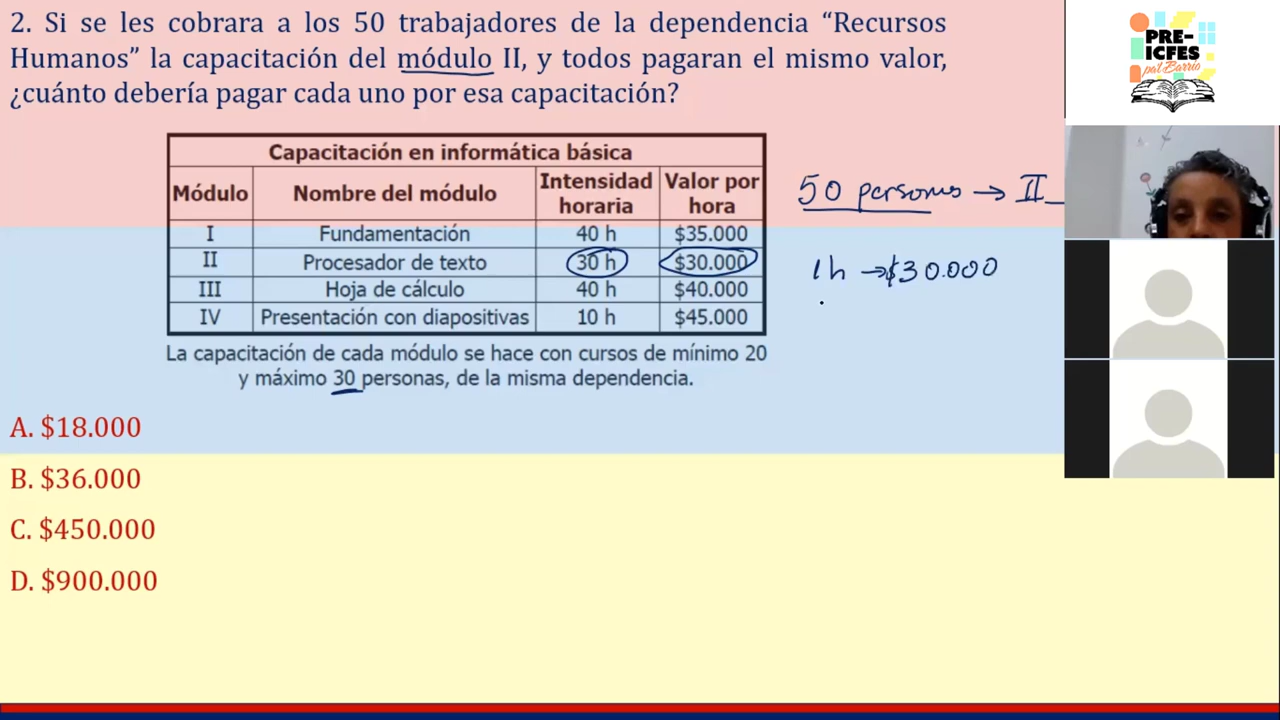 2. Si se les cobrara a los 50 trabajadores de la dependencia “Recursos
Humanos” la capacitación del módulo II, y todos pagaran el mismo valor,
¿cuánto debería pagar cada uno por esa capacitación?
Capacitación en informática básica
Módulo Nombre del módulo Intensidad horaria Valor por hora
I Fundamentación 40 h $35.000
II Procesador de texto 30 h $30.000
III Hoja de cálculo 40 h $40.000
IV Presentación con diapositivas 10 h $45.000
La capacitación de cada módulo se hace con cursos de mínimo 20
y máximo 30 personas, de la misma dependencia.
A. $18.000
B. $36.000
C. $450.000
D. $900.000
50 personas → II
1h → $30.000
PRE-
ICFES
pal Barrio